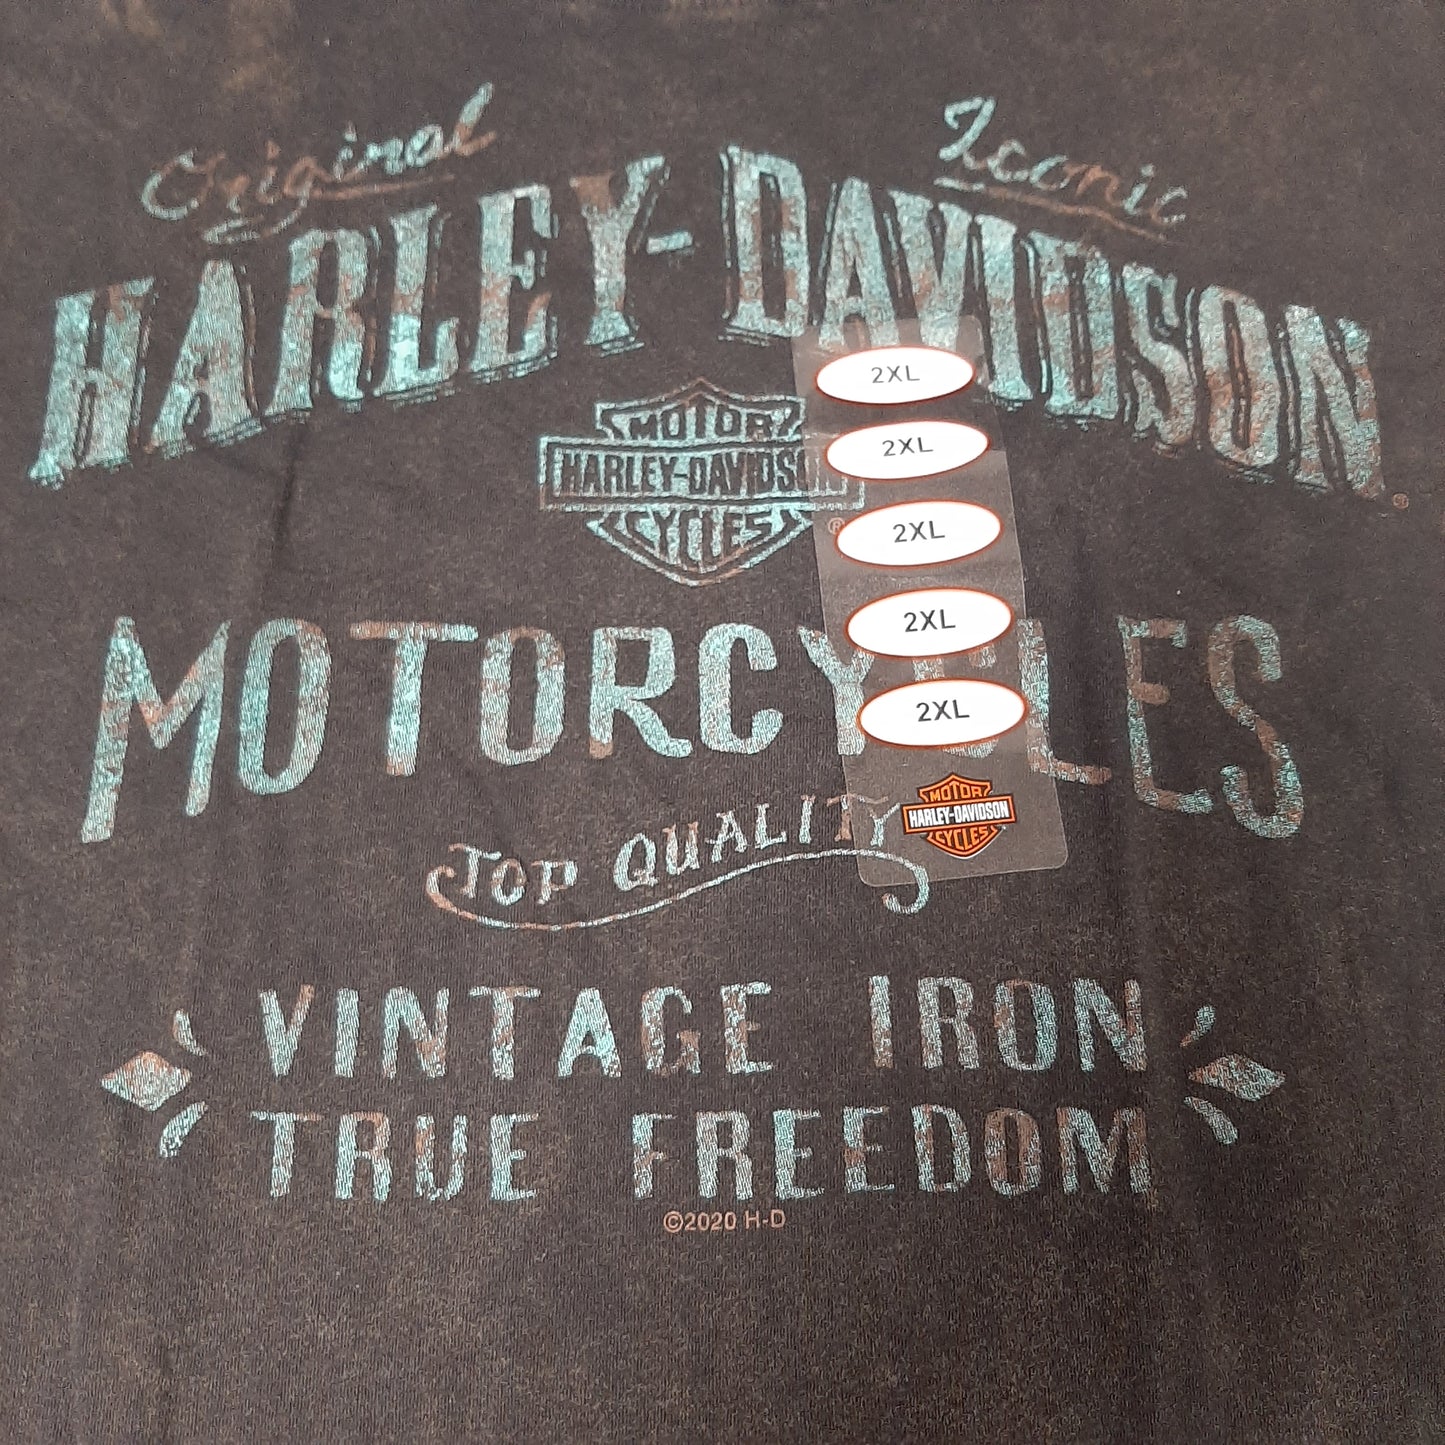 Original Iconic
HARLEY-DAVIDSON®
2XL
2XL
MOTOR
HARLEY-DAVIDSON
CYCLES
®
2XL
2XL
MOTORCYCLES
2XL
MOTOR
HARLEY-DAVIDSON
CYCLES
TOP QUALITY
VINTAGE IRON
TRUE FREEDOM
©2020 H-D